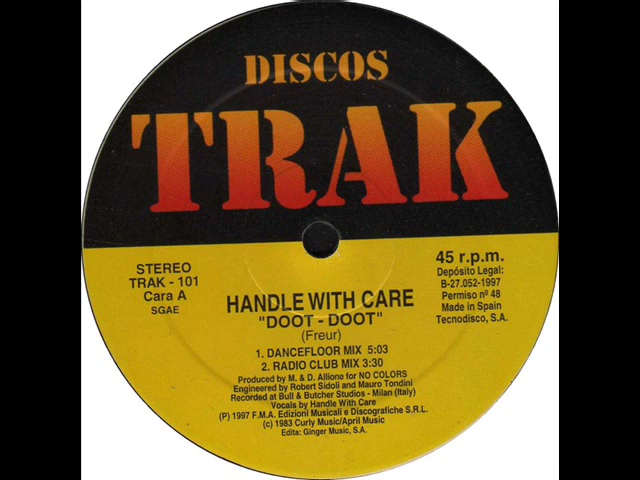 DISCOS
TRAK
STEREO
TRAK - 101
Cara A
SGAE
45 r.p.m.
Depósito Legal:
B-27.052-1997
Permiso nº 48
Made in Spain
Tecnodisco, S.A.
HANDLE WITH CARE
"DOOT - DOOT"
(Freur)
1. DANCEFLOOR MIX 5:03
2. RADIO CLUB MIX 3:30
Produced by M. & D. Allione for NO COLORS
Engineered by Robert Sidoli and Mauro Tondini
Recorded at Bull & Butcher Studios - Milan (Italy)
Vocals by Handle With Care
(P) 1997 F.M.A. Edizioni Musicali e Discografiche S.R.L.
(c) 1983 Curly Music/April Music
Edita: Ginger Music, S.A.